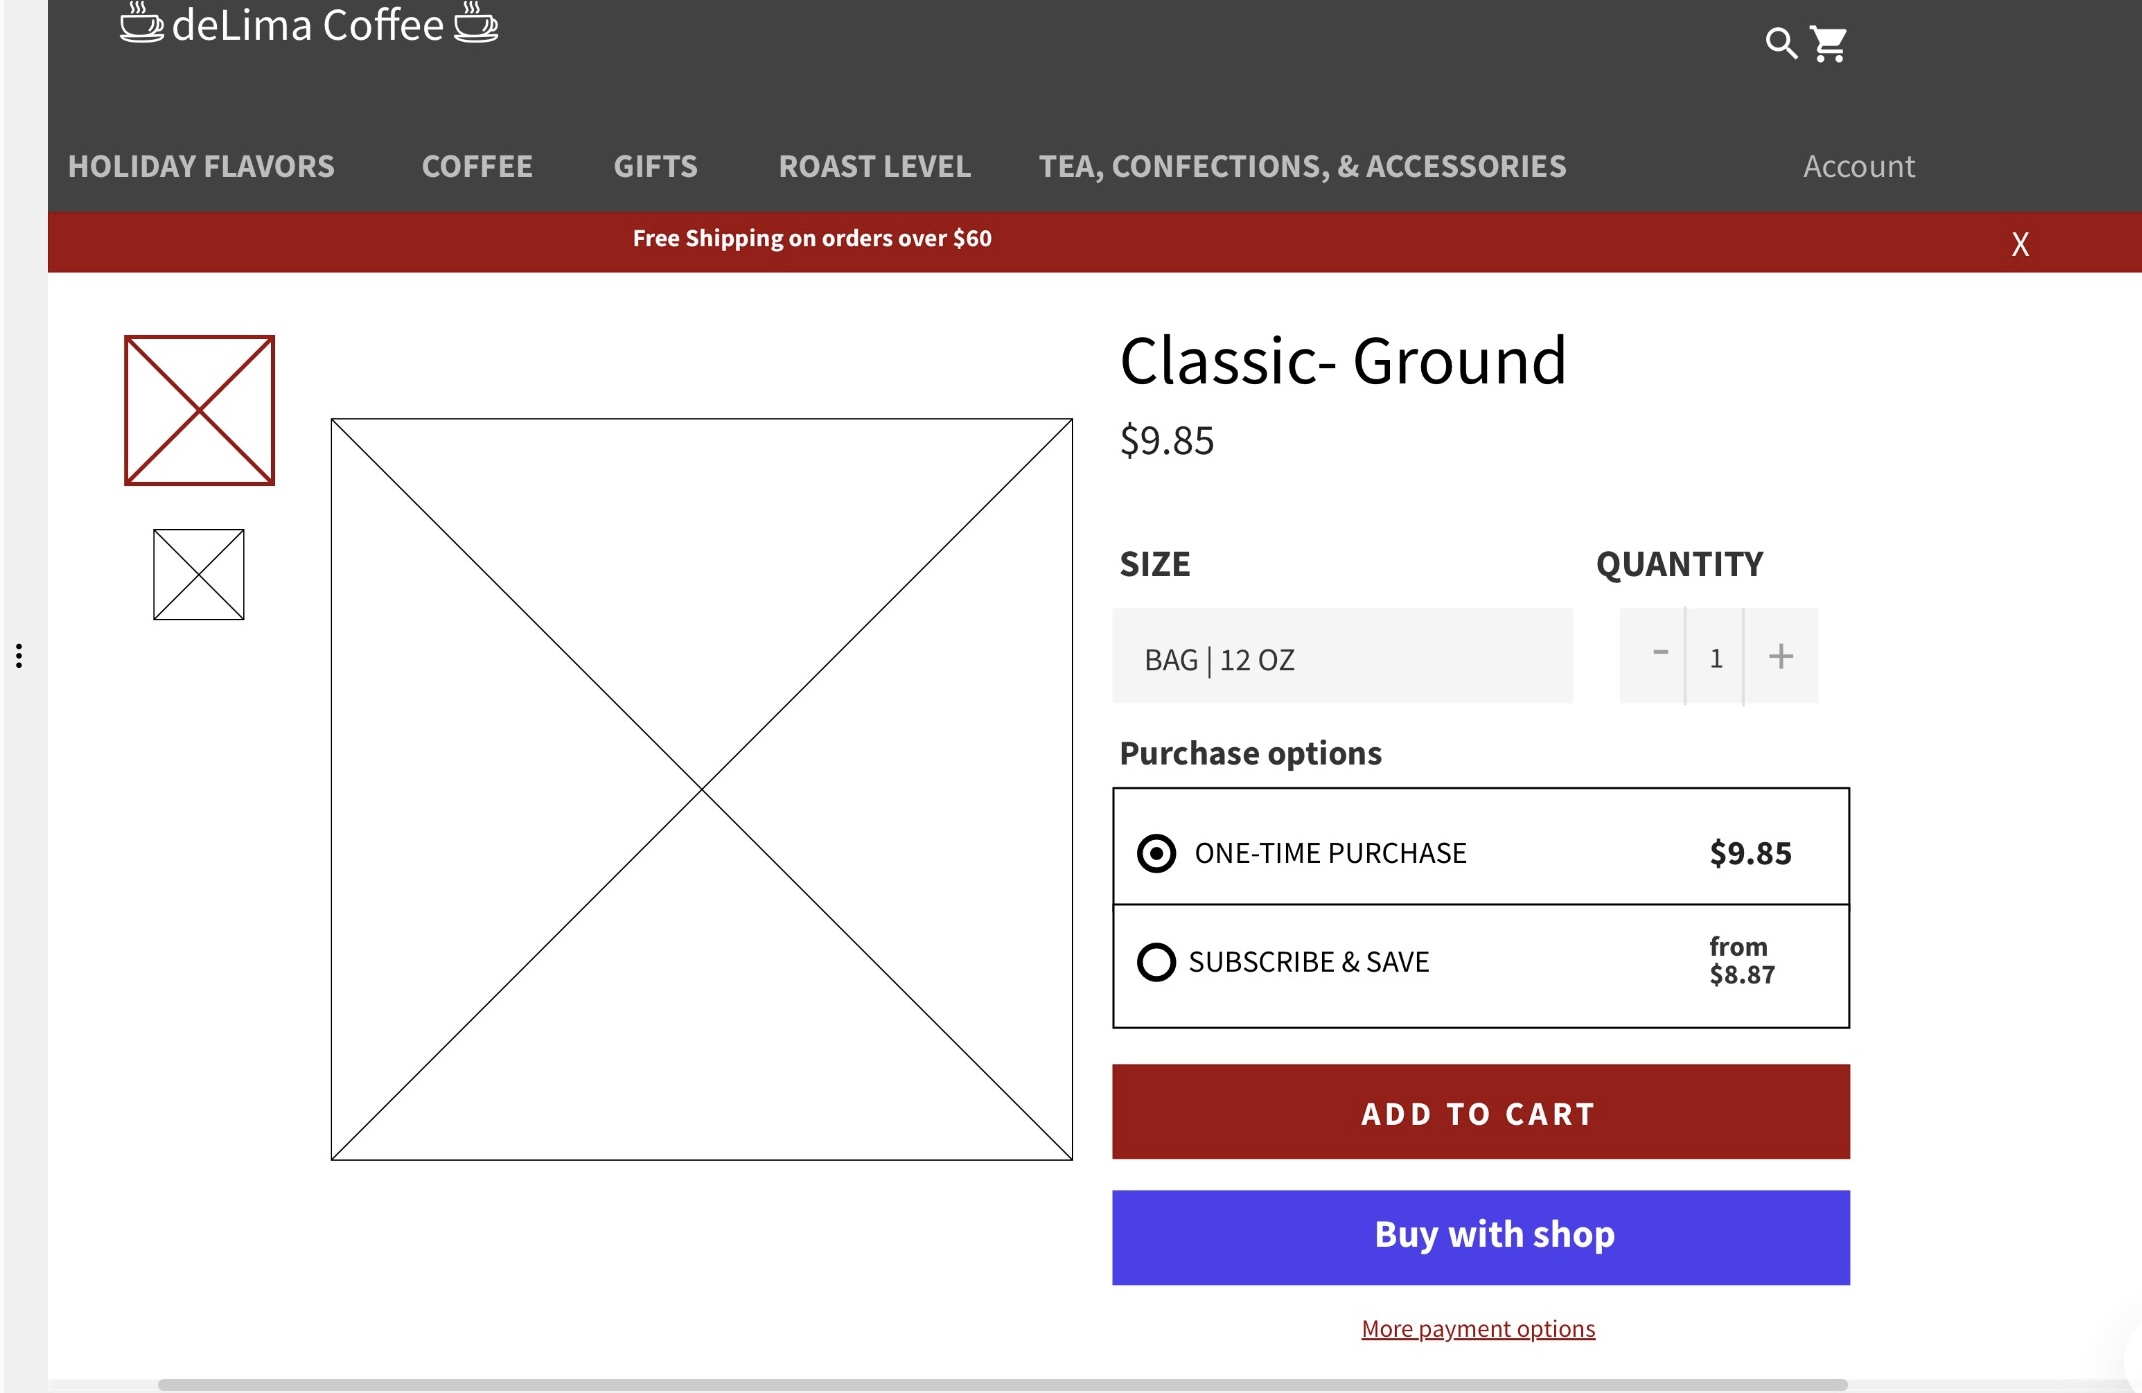 deLima Coffee
HOLIDAY FLAVORS COFFEE GIFTS ROAST LEVEL TEA, CONFECTIONS, & ACCESSORIES Account
Free Shipping on orders over $60 X
Classic- Ground
$9.85
SIZE QUANTITY
BAG | 12 OZ - 1 +
Purchase options
ONE-TIME PURCHASE $9.85
SUBSCRIBE & SAVE from
$8.87
ADD TO CART
Buy with shop
More payment options